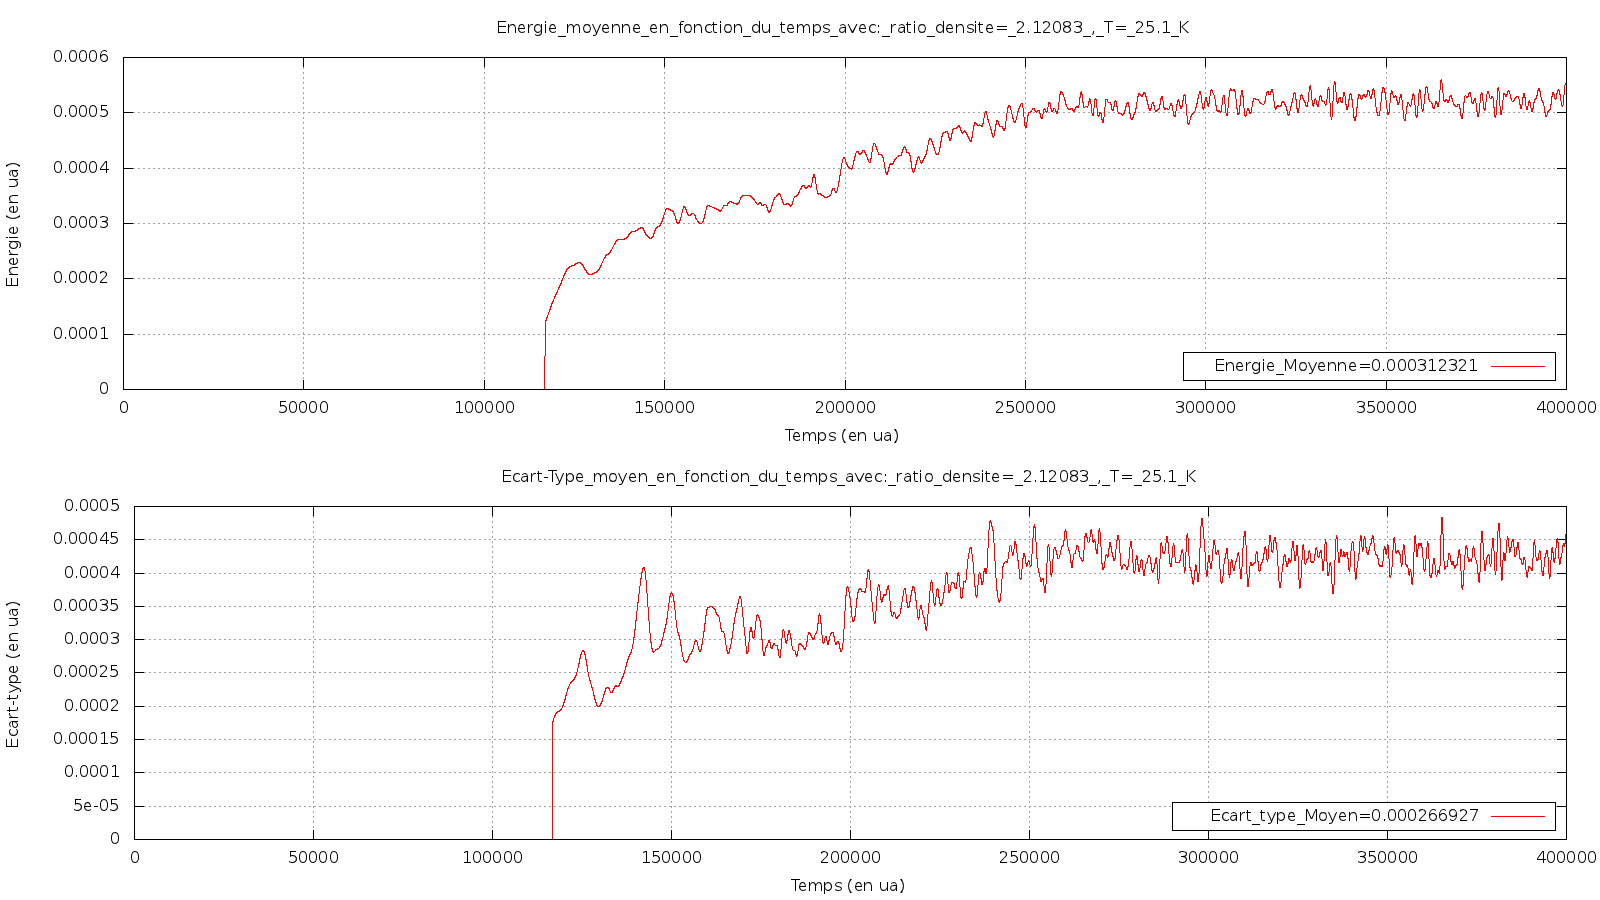 Energie_moyenne_en_fonction_du_temps_avec:_ratio_densite=_2.12083_,_T=_25.1_K
0.0006
0.0005
0.0004
0.0003
0.0002
0.0001
0
Energie (en ua)
Energie_Moyenne=0.000312321
0 50000 100000 150000 200000 250000 300000 350000 400000
Temps (en ua)
Ecart-Type_moyen_en_fonction_du_temps_avec:_ratio_densite=_2.12083_,_T=_25.1_K
0.0005
0.00045
0.0004
0.00035
0.0003
0.00025
0.0002
0.00015
0.0001
5e-05
0
Ecart-type (en ua)
Ecart_type_Moyen=0.000266927
0 50000 100000 150000 200000 250000 300000 350000 400000
Temps (en ua)